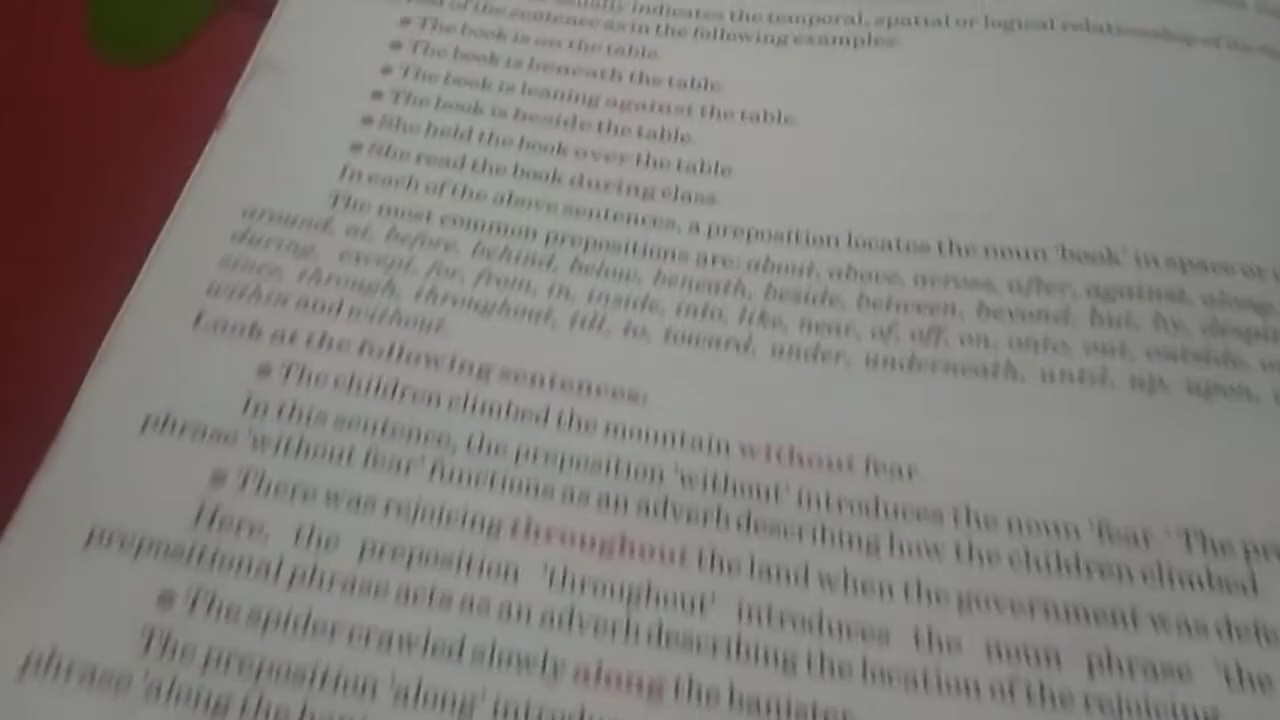 usually indicates the temporal, spatial or logical relationship of
of the sentence as in the following examples:
• The book is on the table.
• The book is beneath the table.
• The book is leaning against the table.
• The book is beside the table.
• She held the book over the table.
• She read the book during class.
In each of the above sentences, a preposition locates the noun 'book' in space or
The most common prepositions are: about, above, across, after, against, along,
around, at, before, behind, below, beneath, beside, between, beyond, but, by, despite
during, except, for, from, in, inside, into, like, near, of, off, on, onto, out, outside,
since, through, throughout, till, to, toward, under, underneath, until, up, upon,
within and without.
Look at the following sentences:
• The children climbed the mountain without fear.
In this sentence, the preposition 'without' introduces the noun 'fear.' The
phrase 'without fear' functions as an adverb describing how the children climbed.
• There was rejoicing throughout the land when the government was
Here, the preposition 'throughout' introduces the noun phrase 'the
prepositional phrase acts as an adverb describing the location of the rejoicing.
• The spider crawled slowly along the banister.
The preposition 'along'
phrase 'along the